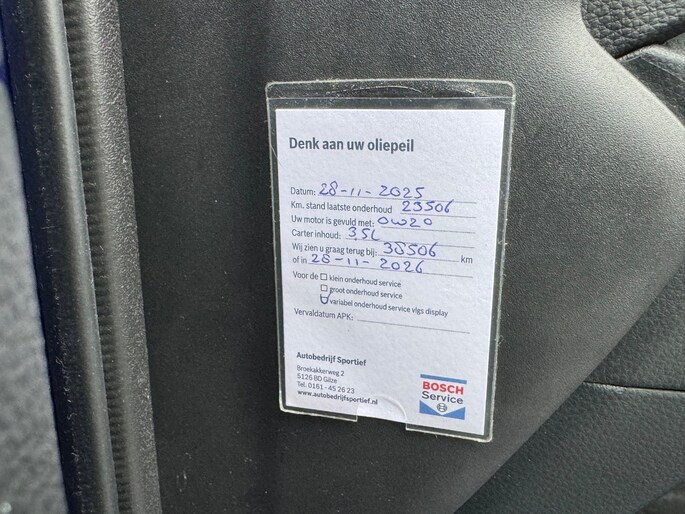 Denk aan uw oliepeil
Datum: 28-11-2025
Km. stand laatste onderhoud 23506
Uw motor is gevuld met: 0W20
Carter inhoud: 3,5L
Wij zien u graag terug bij: 38506 km
of in 28-11-2026
Voor de klein onderhoud service
groot onderhoud service
variabel onderhoud service vlgs display
Vervaldatum APK:
Autobedrijf Sportief
Broekakkerweg 2
5126 BD Gilze
Tel. 0161 - 45 26 23
www.autobedrijfsportief.nl
BOSCH
Service